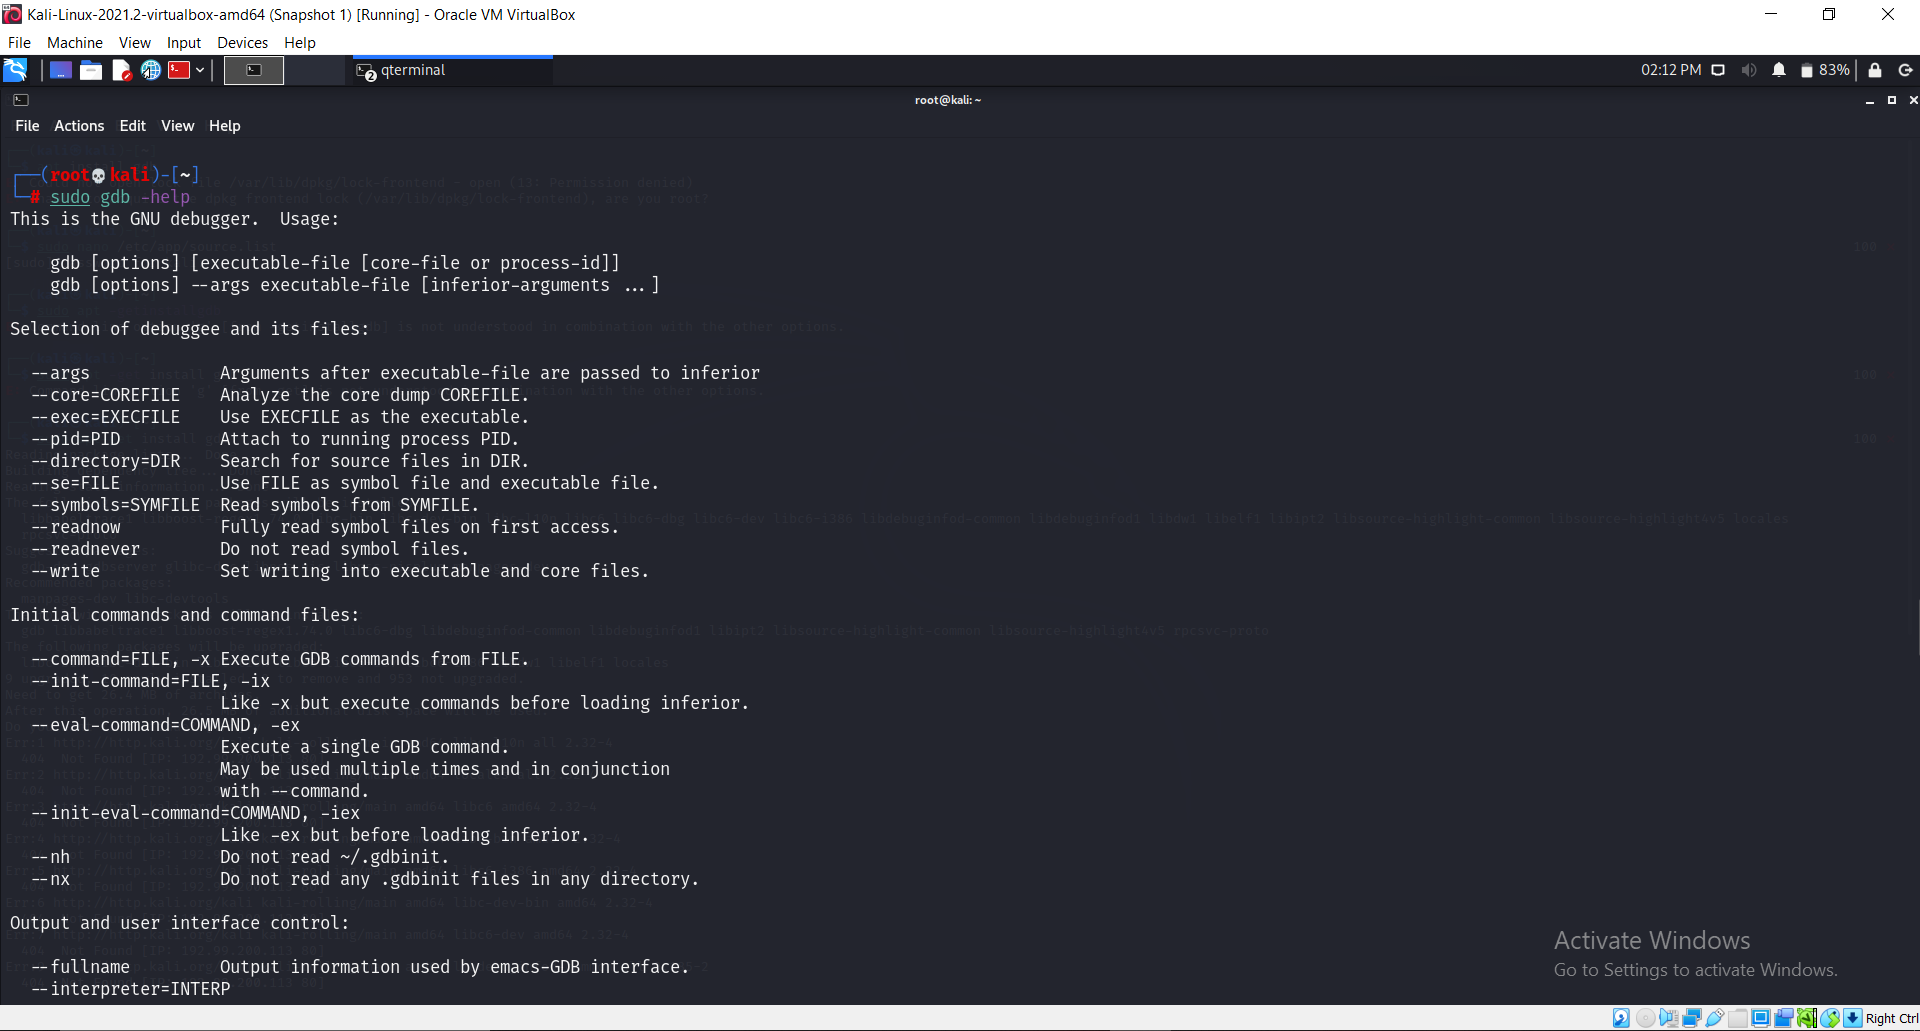 Kali-Linux-2021.2-virtualbox-amd64 (Snapshot 1) [Running] - Oracle VM VirtualBox
File Machine View Input Devices Help
qterminal
2
02:12 PM 83%
root@kali: ~
File Actions Edit View Help
(root💀kali)-[~]
# sudo gdb -help
This is the GNU debugger. Usage:
gdb [options] [executable-file [core-file or process-id]]
gdb [options] --args executable-file [inferior-arguments ...]
Selection of debuggee and its files:
--args Arguments after executable-file are passed to inferior
--core=COREFILE Analyze the core dump COREFILE.
--exec=EXECFILE Use EXECFILE as the executable.
--pid=PID Attach to running process PID.
--directory=DIR Search for source files in DIR.
--se=FILE Use FILE as symbol file and executable file.
--symbols=SYMFILE Read symbols from SYMFILE.
--readnow Fully read symbol files on first access.
--readnever Do not read symbol files.
--write Set writing into executable and core files.
Initial commands and command files:
--command=FILE, -x Execute GDB commands from FILE.
--init-command=FILE, -ix
Like -x but execute commands before loading inferior.
--eval-command=COMMAND, -ex
Execute a single GDB command.
May be used multiple times and in conjunction
with --command.
--init-eval-command=COMMAND, -iex
Like -ex but before loading inferior.
--nh Do not read ~/.gdbinit.
--nx Do not read any .gdbinit files in any directory.
Output and user interface control:
--fullname Output information used by emacs-GDB interface.
--interpreter=INTERP
Activate Windows
Go to Settings to activate Windows.
Right Ctrl